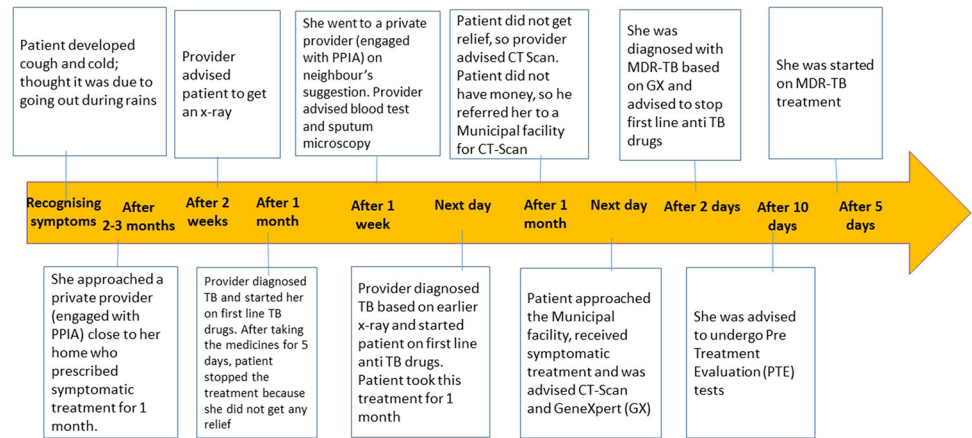 Patient developed
cough and cold;
thought it was due to
going out during rains
Provider
advised
patient to get
an x-ray
She went to a private
provider (engaged
with PPIA) on
neighbour's
suggestion. Provider
advised blood test
and sputum
microscopy
Patient did not get
relief, so provider
advised CT Scan.
Patient did not
have money, so he
referred her to a
Municipal facility
for CT-Scan
She was
diagnosed with
MDR-TB based
on GX and
advised to stop
first line anti TB
drugs
She was started
on MDR-TB
treatment
Recognising
symptoms
After
2-3 months
After 2
weeks
After 1
month
After 1
week
Next day
After 1
month
Next day
After 2 days
After 10
days
After 5
days
She approached a
private provider
(engaged with
PPIA) close to her
home who
prescribed
symptomatic
treatment for 1
month.
Provider diagnosed
TB and started her
on first line TB
drugs. After taking
the medicines for 5
days, patient
stopped the
treatment because
she did not get any
relief
Provider diagnosed
TB based on earlier
x-ray and started
patient on first line
anti TB drugs.
Patient took this
treatment for 1
month
Patient approached
the Municipal
facility, received
symptomatic
treatment and was
advised CT-Scan
and GeneXpert (GX)
She was advised
to undergo Pre
Treatment
Evaluation (PTE)
tests